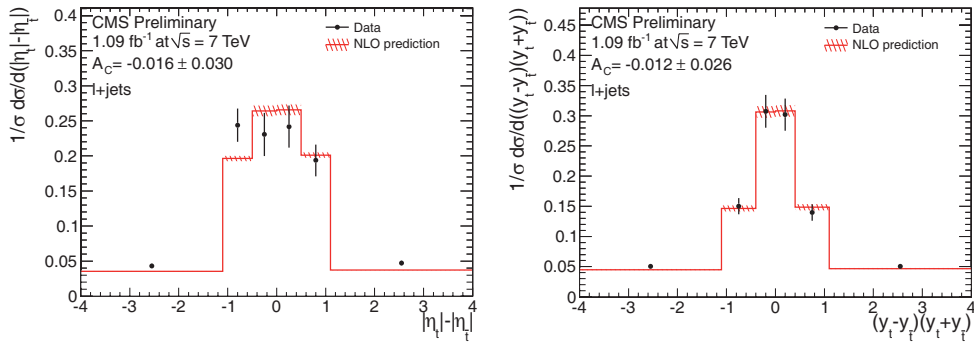 CMS Preliminary
1.09 fb⁻¹ at √s = 7 TeV
A_C = -0.016 ± 0.030
l+jets
Data
NLO prediction
1/σ dσ/d(|η_t|-|η_t̄|)
0.4
0.35
0.3
0.25
0.2
0.15
0.1
0.05
0
-4 -3 -2 -1 0 1 2 3 4
|η_t|-|η_t̄|
CMS Preliminary
1.09 fb⁻¹ at √s = 7 TeV
A_C = -0.012 ± 0.026
l+jets
Data
NLO prediction
1/σ dσ/d((y_t-y_t̄)(y_t+y_t̄))
0.45
0.4
0.35
0.3
0.25
0.2
0.15
0.1
0.05
0
-4 -3 -2 -1 0 1 2 3 4
(y_t-y_t̄)(y_t+y_t̄)